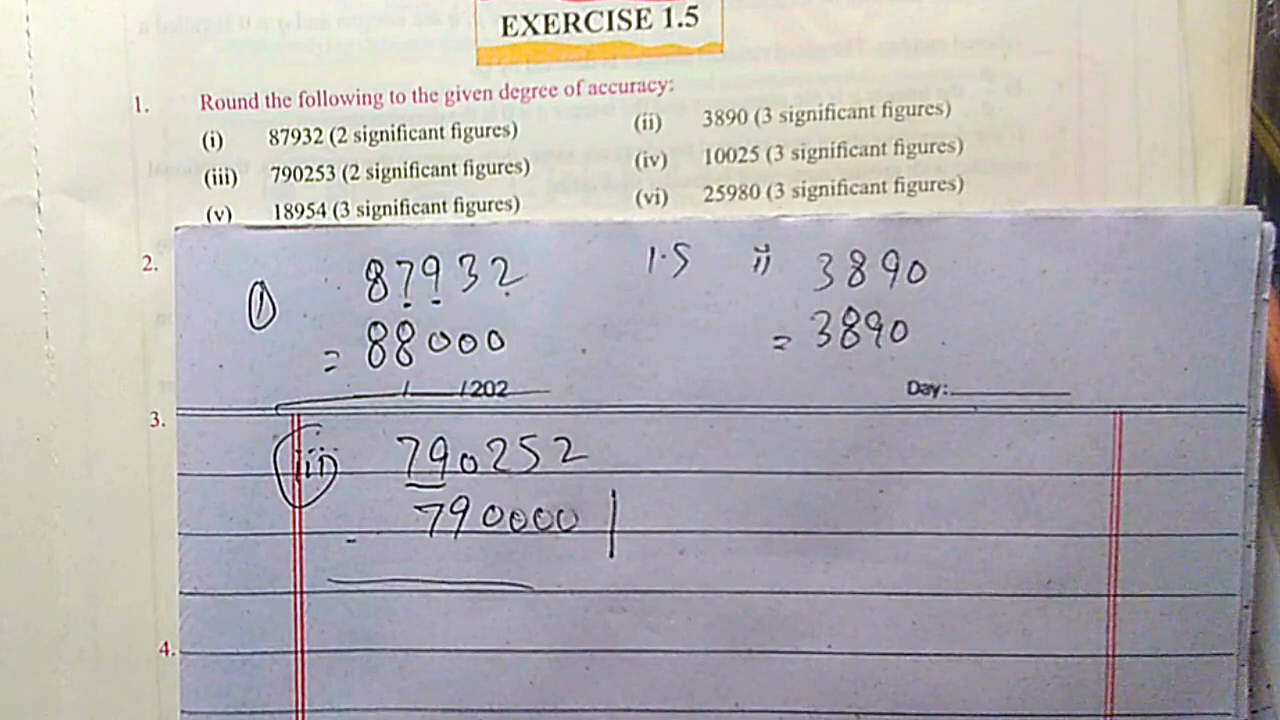 EXERCISE 1.5
1. Round the following to the given degree of accuracy:
(i) 87932 (2 significant figures) (ii) 3890 (3 significant figures)
(iii) 790253 (2 significant figures) (iv) 10025 (3 significant figures)
(v) 18954 (3 significant figures) (vi) 25980 (3 significant figures)
2.
(i) 87932 1.5 ii 3890
= 88000 = 3890
/ /202 Day:
3.
(iii) 790252
- 790000
4.